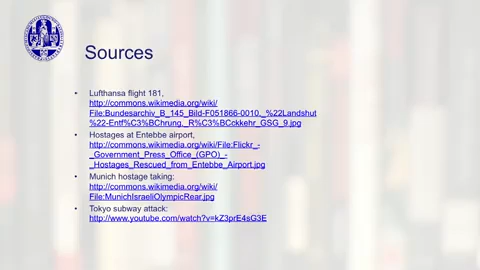 Sources
• Lufthansa flight 181,
http://commons.wikimedia.org/wiki/
File:Bundesarchiv_B_145_Bild-F051866-0010,_%22Landshut
%22-Entf%C3%BChrung,_R%C3%BCckkehr_GSG_9.jpg
• Hostages at Entebbe airport,
http://commons.wikimedia.org/wiki/File:Flickr_-
_Government_Press_Office_(GPO)_-
_Hostages_Rescued_from_Entebbe_Airport.jpg
• Munich hostage taking:
http://commons.wikimedia.org/wiki/
File:MunichIsraeliOlympicRear.jpg
• Tokyo subway attack:
http://www.youtube.com/watch?v=kZ3prE4sG3E